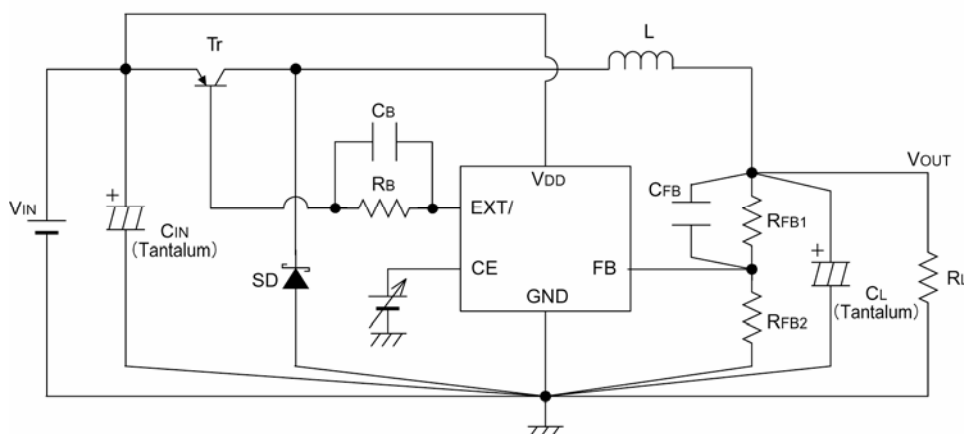 Tr
L
CB
RB
VDD
EXT/
CE
FB
GND
VIN
+
CIN
(Tantalum)
SD
CFB
RFB1
RFB2
VOUT
+
CL
(Tantalum)
RL